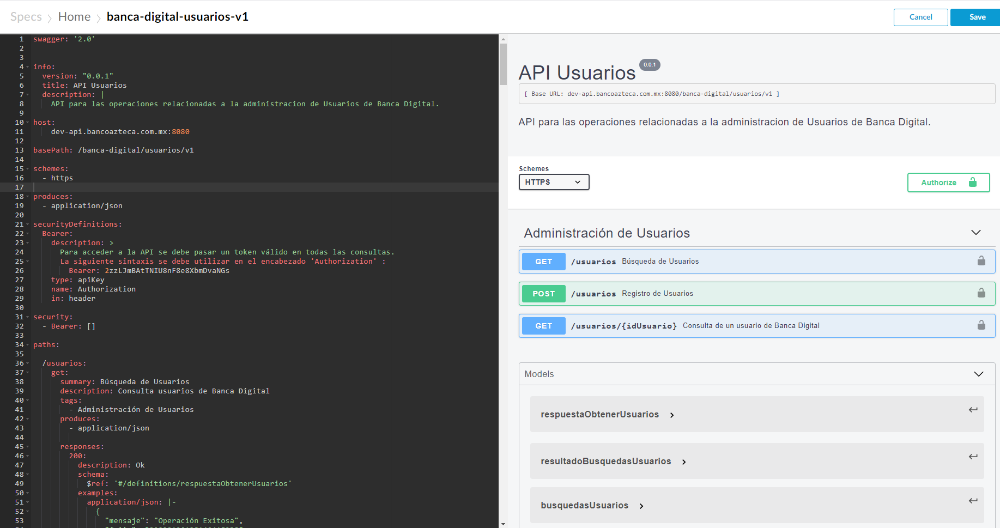 Specs > Home > banca-digital-usuarios-v1
Cancel
Save
1 swagger: '2.0'
2
3
4 info:
5 version: "0.0.1"
6 title: API Usuarios
7 description: |
8 API para las operaciones relacionadas a la administracion de Usuarios de Banca Digital.
9
10 host:
11 dev-api.bancoazteca.com.mx:8080
12
13 basePath: /banca-digital/usuarios/v1
14
15 schemes:
16 - https
17
18 produces:
19 - application/json
20
21 securityDefinitions:
22 Bearer:
23 description: >
24 Para acceder a la API se debe pasar un token válido en todas las consultas.
25 La siguiente sintaxis se debe utilizar en el encabezado 'Authorization' :
26 Bearer: 2zzLJmBAtTNIU8nF8e8XbmDvaNGs
27 type: apiKey
28 name: Authorization
29 in: header
30
31 security:
32 - Bearer: []
33
34 paths:
35
36 /usuarios:
37 get:
38 summary: Búsqueda de Usuarios
39 description: Consulta usuarios de Banca Digital
40 tags:
41 - Administración de Usuarios
42 produces:
43 - application/json
44
45 responses:
46 200:
47 description: Ok
48 schema:
49 $ref: '#/definitions/respuestaObtenerUsuarios'
50 examples:
51 application/json: |-
52 {
53 "mensaje": "Operación Exitosa",
API Usuarios 0.0.1
[ Base URL: dev-api.bancoazteca.com.mx:8080/banca-digital/usuarios/v1 ]
API para las operaciones relacionadas a la administracion de Usuarios de Banca Digital.
Schemes
HTTPS
Authorize
Administración de Usuarios
GET /usuarios Búsqueda de Usuarios
POST /usuarios Registro de Usuarios
GET /usuarios/{idUsuario} Consulta de un usuario de Banca Digital
Models
respuestaObtenerUsuarios >
resultadoBusquedasUsuarios >
busquedasUsuarios >